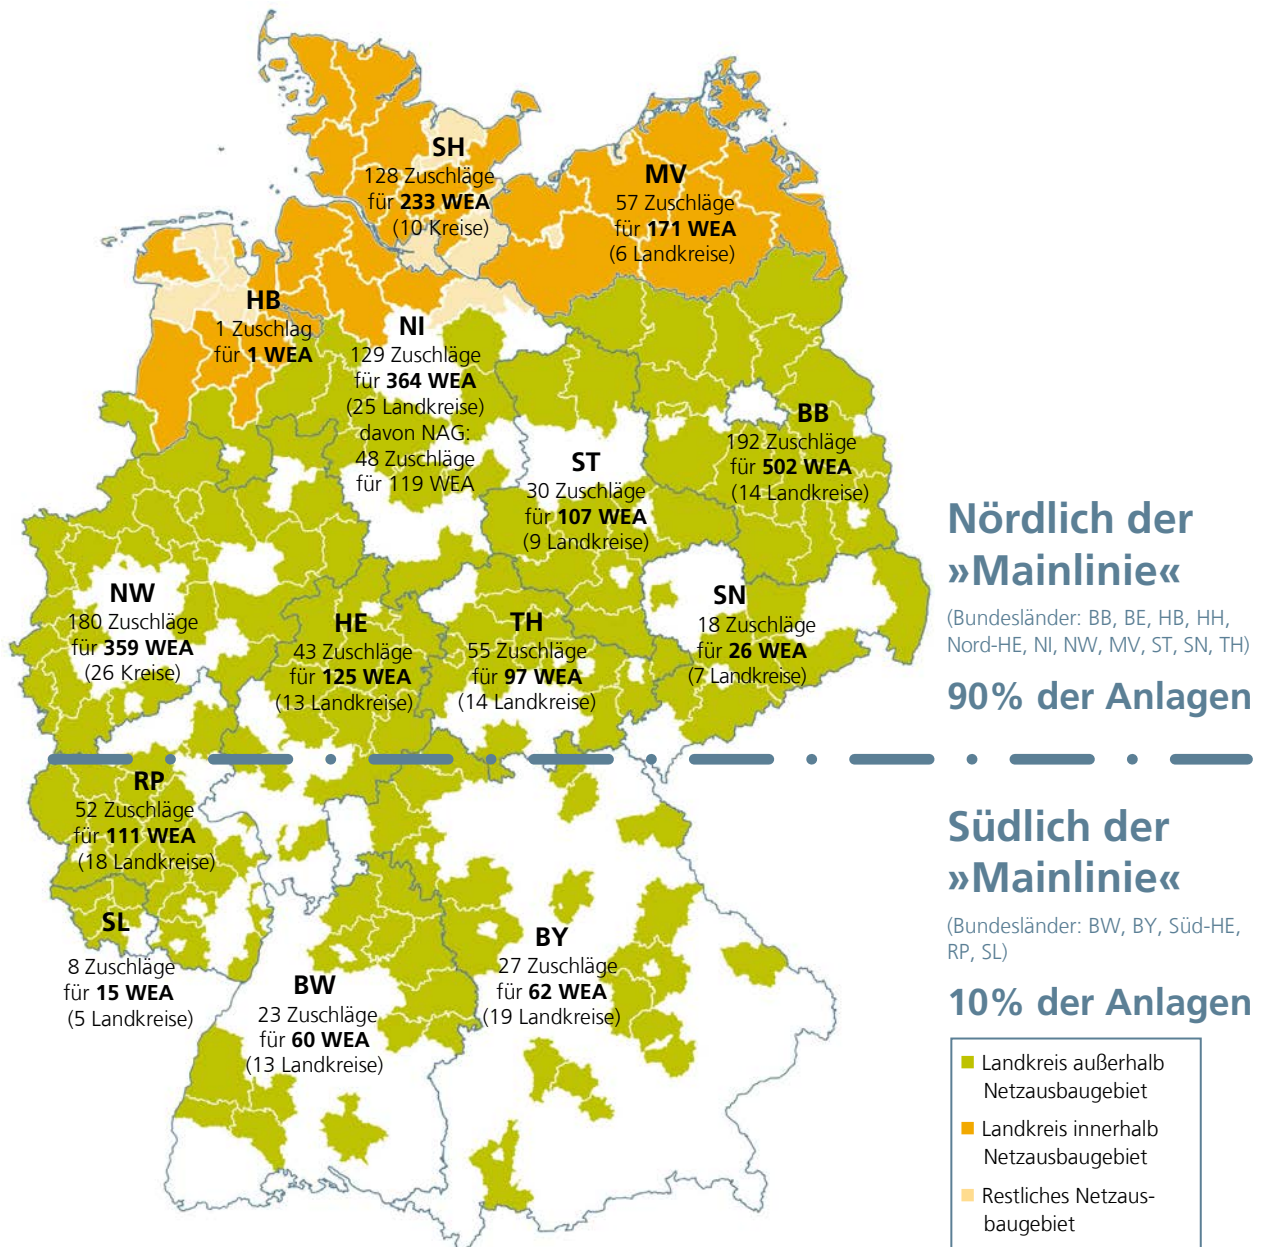 SH
128 Zuschläge
für 233 WEA
(10 Kreise)
MV
57 Zuschläge
für 171 WEA
(6 Landkreise)
HB
1 Zuschlag
für 1 WEA
NI
129 Zuschläge
für 364 WEA
(25 Landkreise)
davon NAG:
48 Zuschläge
für 119 WEA
BB
192 Zuschläge
für 502 WEA
(14 Landkreise)
ST
30 Zuschläge
für 107 WEA
(9 Landkreise)
NW
180 Zuschläge
für 359 WEA
(26 Kreise)
HE
43 Zuschläge
für 125 WEA
(13 Landkreise)
TH
55 Zuschläge
für 97 WEA
(14 Landkreise)
SN
18 Zuschläge
für 26 WEA
(7 Landkreise)
RP
52 Zuschläge
für 111 WEA
(18 Landkreise)
SL
8 Zuschläge
für 15 WEA
(5 Landkreise)
BW
23 Zuschläge
für 60 WEA
(13 Landkreise)
BY
27 Zuschläge
für 62 WEA
(19 Landkreise)
Nördlich der
»Mainlinie«
(Bundesländer: BB, BE, HB, HH,
Nord-HE, NI, NW, MV, ST, SN, TH)
90% der Anlagen
Südlich der
»Mainlinie«
(Bundesländer: BW, BY, Süd-HE,
RP, SL)
10% der Anlagen
Landkreis außerhalb
Netzausbaugebiet
Landkreis innerhalb
Netzausbaugebiet
Restliches Netzaus-
baugebiet